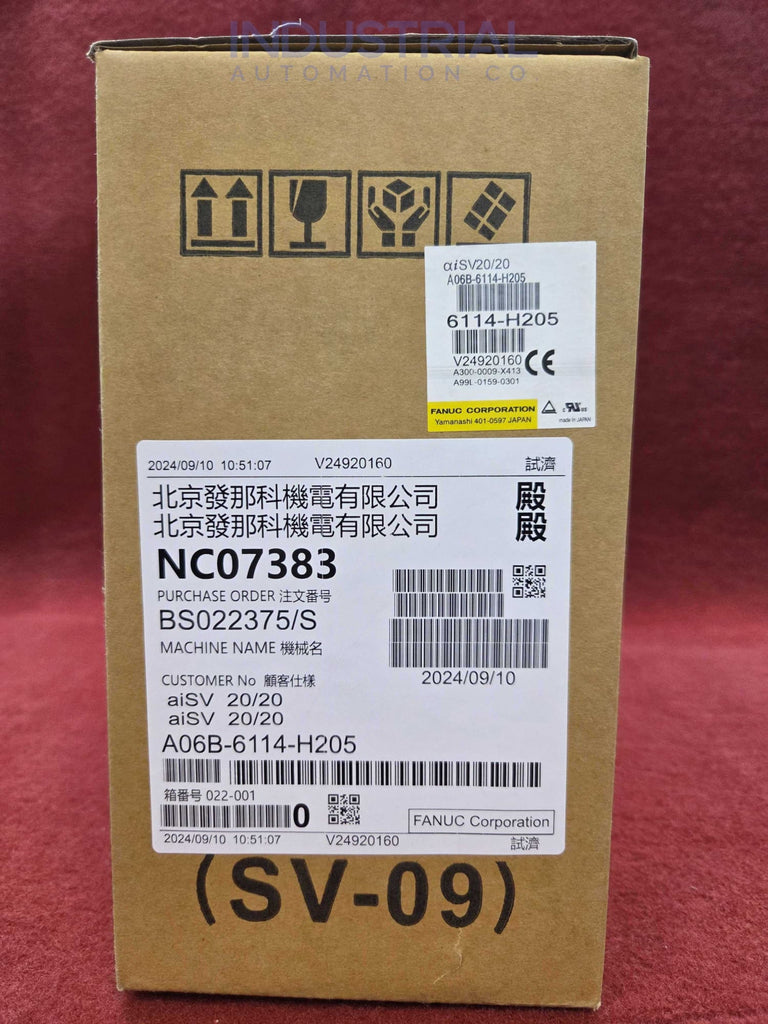 INDUSTRIAL
AUTOMATION CO
αiSV20/20
A06B-6114-H205
6114-H205
V24920160
CE
A300-0009-X413
A99L-0159-0301
FANUC CORPORATION
Yamanashi 401-0597 JAPAN
c RU us
made in JAPAN
2024/09/10 10:51:07 V24920160 試濟
北京發那科機電有限公司 殿
北京發那科機電有限公司 殿
NC07383
PURCHASE ORDER 注文番号
BS022375/S
MACHINE NAME 機械名
2024/09/10
CUSTOMER No 顧客仕様
aiSV 20/20
aiSV 20/20
A06B-6114-H205
箱番号 022-001
0
FANUC Corporation
2024/09/10 10:51:07 V24920160 試濟
(SV-09)